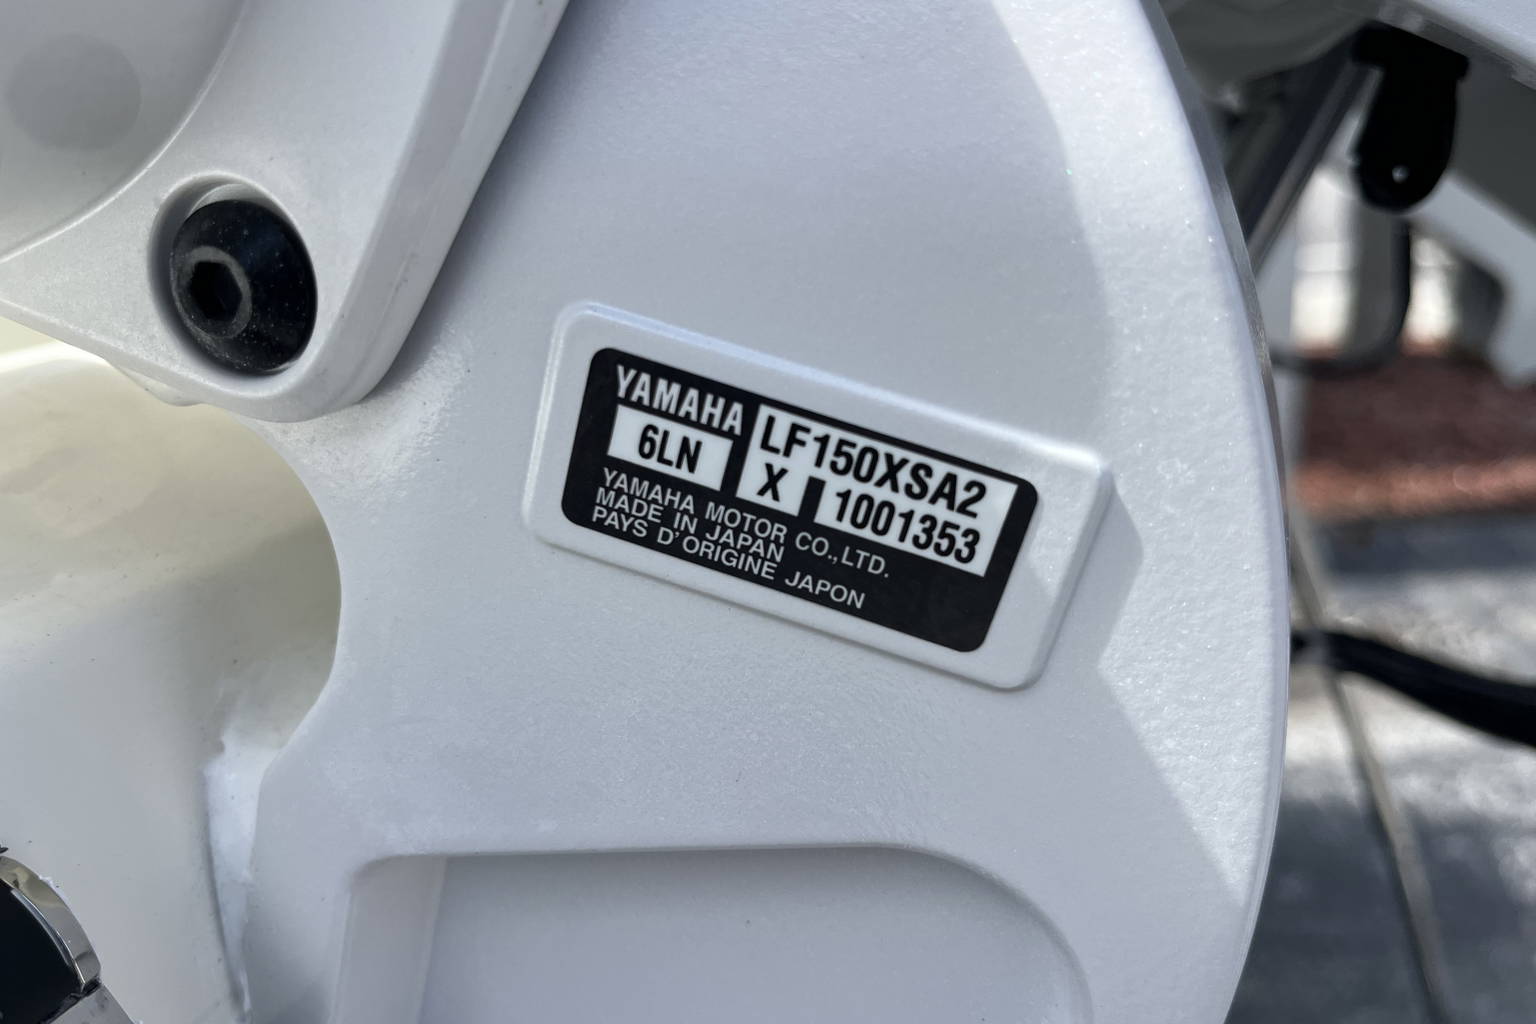 YAMAHA LF150XSA2
6LN X 1001353
YAMAHA MOTOR CO.,LTD.
MADE IN JAPAN
PAYS D'ORIGINE JAPON